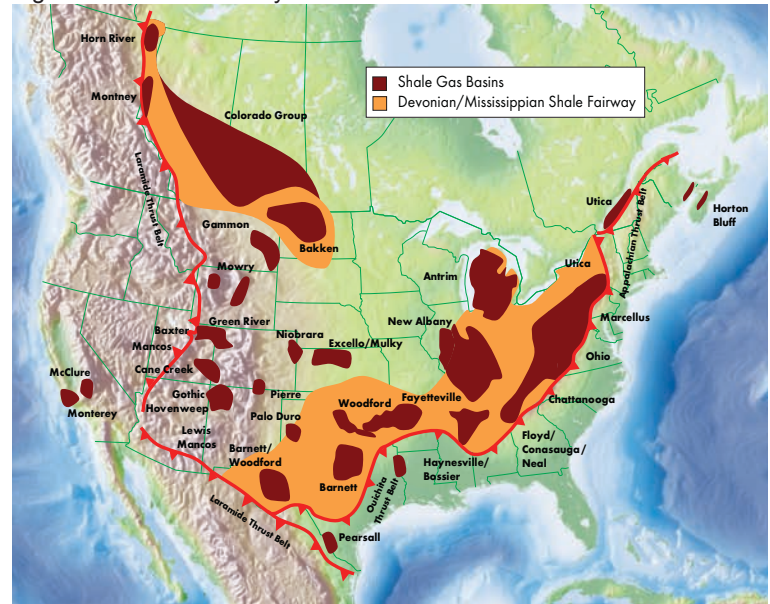 Horn River
Shale Gas Basins
Devonian/Mississippian Shale Fairway
Montney
Colorado Group
Laramide Thrust Belt
Utica
Appalachian Thrust Belt
Horton
Bluff
Gammon
Bakken
Mowry
Antrim
Utica
Green River
New Albany
Marcellus
Baxter
Niobrara
Mancos
Excello/Mulky
Ohio
Cane Creek
McClure
Monterey
Gothic
Hovenweep
Pierre
Palo Duro
Woodford
Fayetteville
Chattanooga
Lewis
Mancos
Barnett/
Woodford
Floyd/
Conasauga/
Neal
Haynesville/
Bossier
Barnett
Ouichita
Thrust Belt
Laramide Thrust Belt
Pearsall